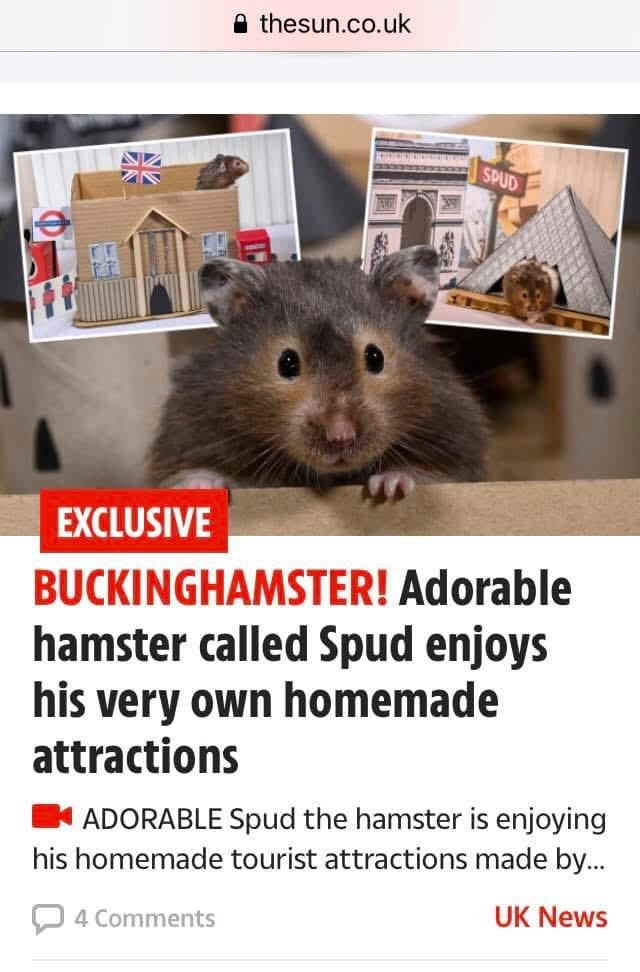 thesun.co.uk
SPUD
EXCLUSIVE
BUCKINGHAMSTER! Adorable
hamster called Spud enjoys
his very own homemade
attractions
ADORABLE Spud the hamster is enjoying
his homemade tourist attractions made by...
4 Comments
UK News